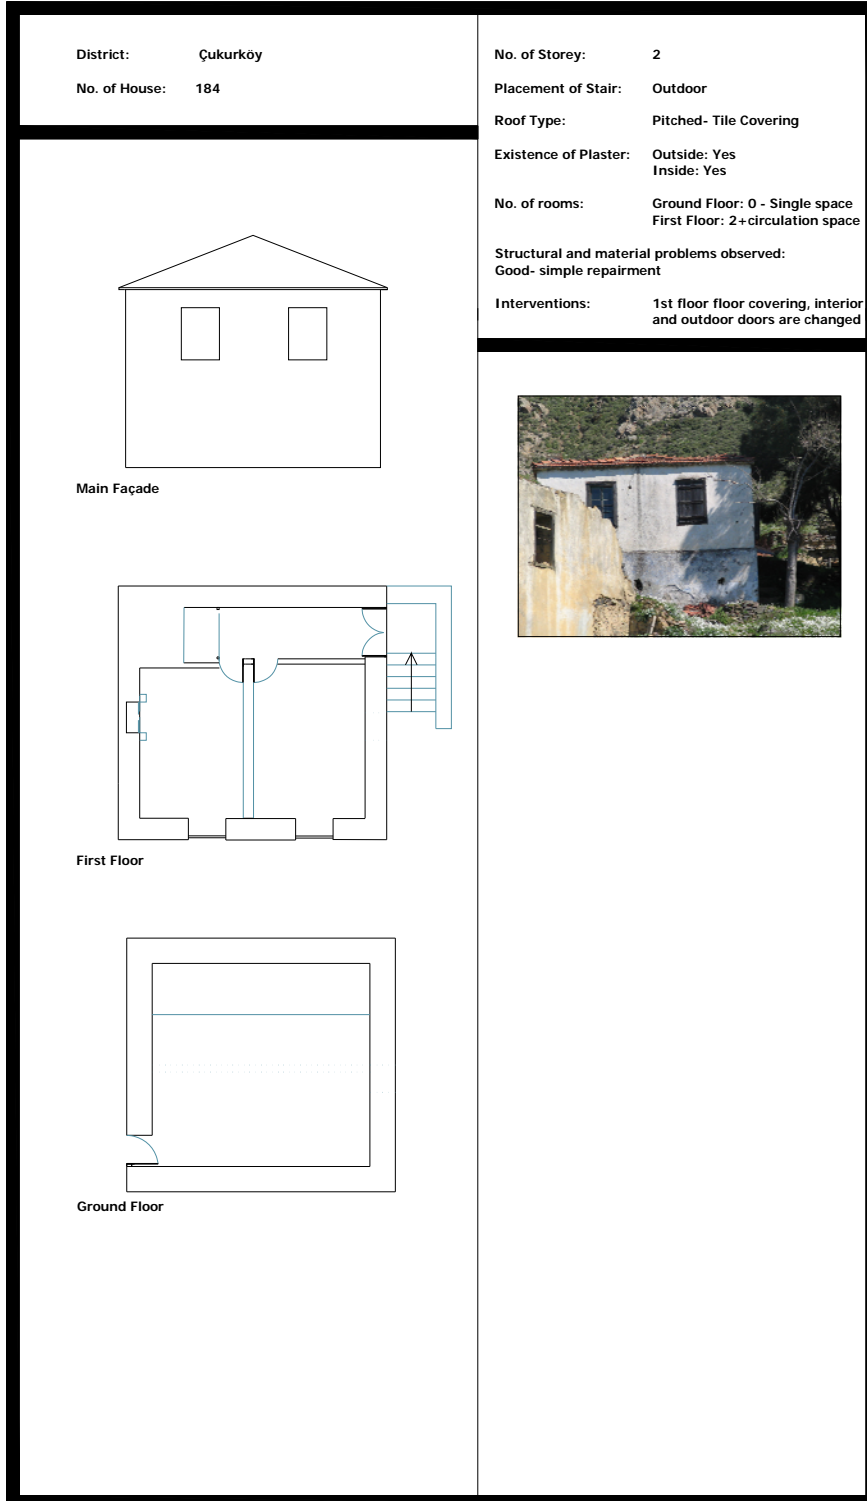 District: Çukurköy
No. of House: 184
No. of Storey: 2
Placement of Stair: Outdoor
Roof Type: Pitched- Tile Covering
Existence of Plaster: Outside: Yes
Inside: Yes
No. of rooms: Ground Floor: 0 - Single space
First Floor: 2+circulation space
Structural and material problems observed:
Good- simple repairment
Interventions: 1st floor floor covering, interior
and outdoor doors are changed
Main Façade
First Floor
Ground Floor